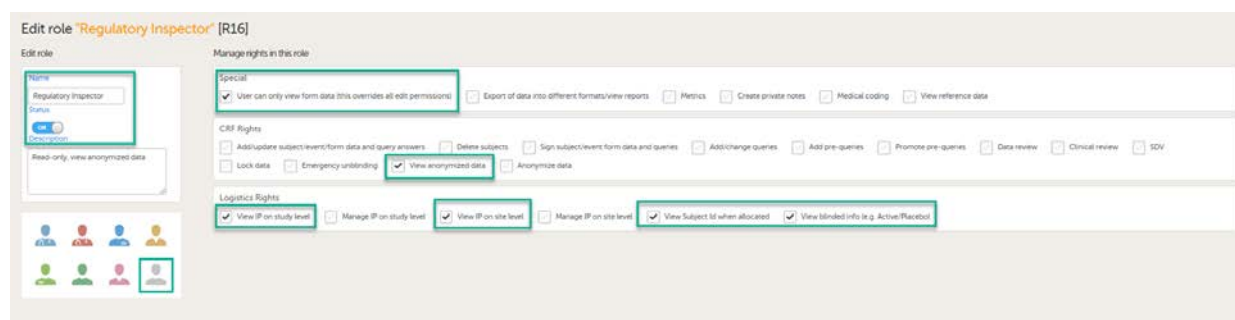 Edit role "Regulatory Inspector" [R16]
Edit role
Manage rights in this role
Name
Regulatory Inspector
Status
Description
Read-only, view anonymized data
Special
User can only view form data (this overrides all edit permissions) Export of data into different formats/view reports Metrics Create private notes Medical coding View reference data
CRF Rights
Add/update subject/event/form data and query answers Delete subjects Sign subject/event form data and queries Add/change queries Add pre-queries Promote pre-queries Data review Clinical review SDV
Lock data Emergency unblinding View anonymized data Anonymize data
Logistics Rights
View IP on study level Manage IP on study level View IP on site level Manage IP on site level View Subject Id when allocated View blinded info (e.g. Active/Placebo)